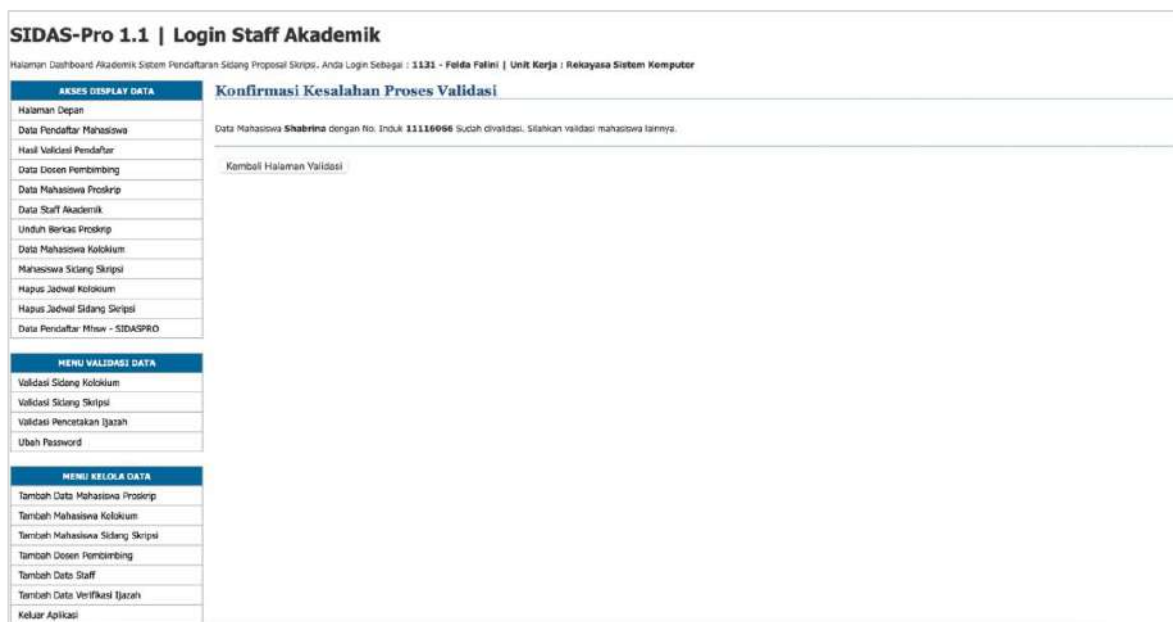 SIDAS-Pro 1.1 | Login Staff Akademik
Halaman Dashboard Akademik Sistem Pendaftaran Sidang Proposal Skripsi. Anda Login Sebagai : 1131 - Felda Falini | Unit Kerja : Rekayasa Sistem Komputer
AKSES DISPLAY DATA
Halaman Depan
Data Pendaftar Mahasiswa
Hasil Validasi Pendaftar
Data Dosen Pembimbing
Data Mahasiswa Proskrip
Data Staff Akademik
Unduh Berkas Proskrip
Data Mahasiswa Kolokium
Mahasiswa Sidang Skripsi
Hapus Jadwal Kolokium
Hapus Jadwal Sidang Skripsi
Data Pendaftar Mhsw - SIDASPRO
MENU VALIDASI DATA
Validasi Sidang Kolokium
Validasi Sidang Skripsi
Validasi Pencetakan Ijazah
Ubah Password
MENU KELOLA DATA
Tambah Data Mahasiswa Proskrip
Tambah Mahasiswa Kolokium
Tambah Mahasiswa Sidang Skripsi
Tambah Dosen Pembimbing
Tambah Data Staff
Tambah Data Verifikasi Ijazah
Keluar Aplikasi
Konfirmasi Kesalahan Proses Validasi
Data Mahasiswa Shabrina dengan No. Induk 11116066 Sudah divalidasi. Silahkan validasi mahasiswa lainnya.
Kembali Halaman Validasi